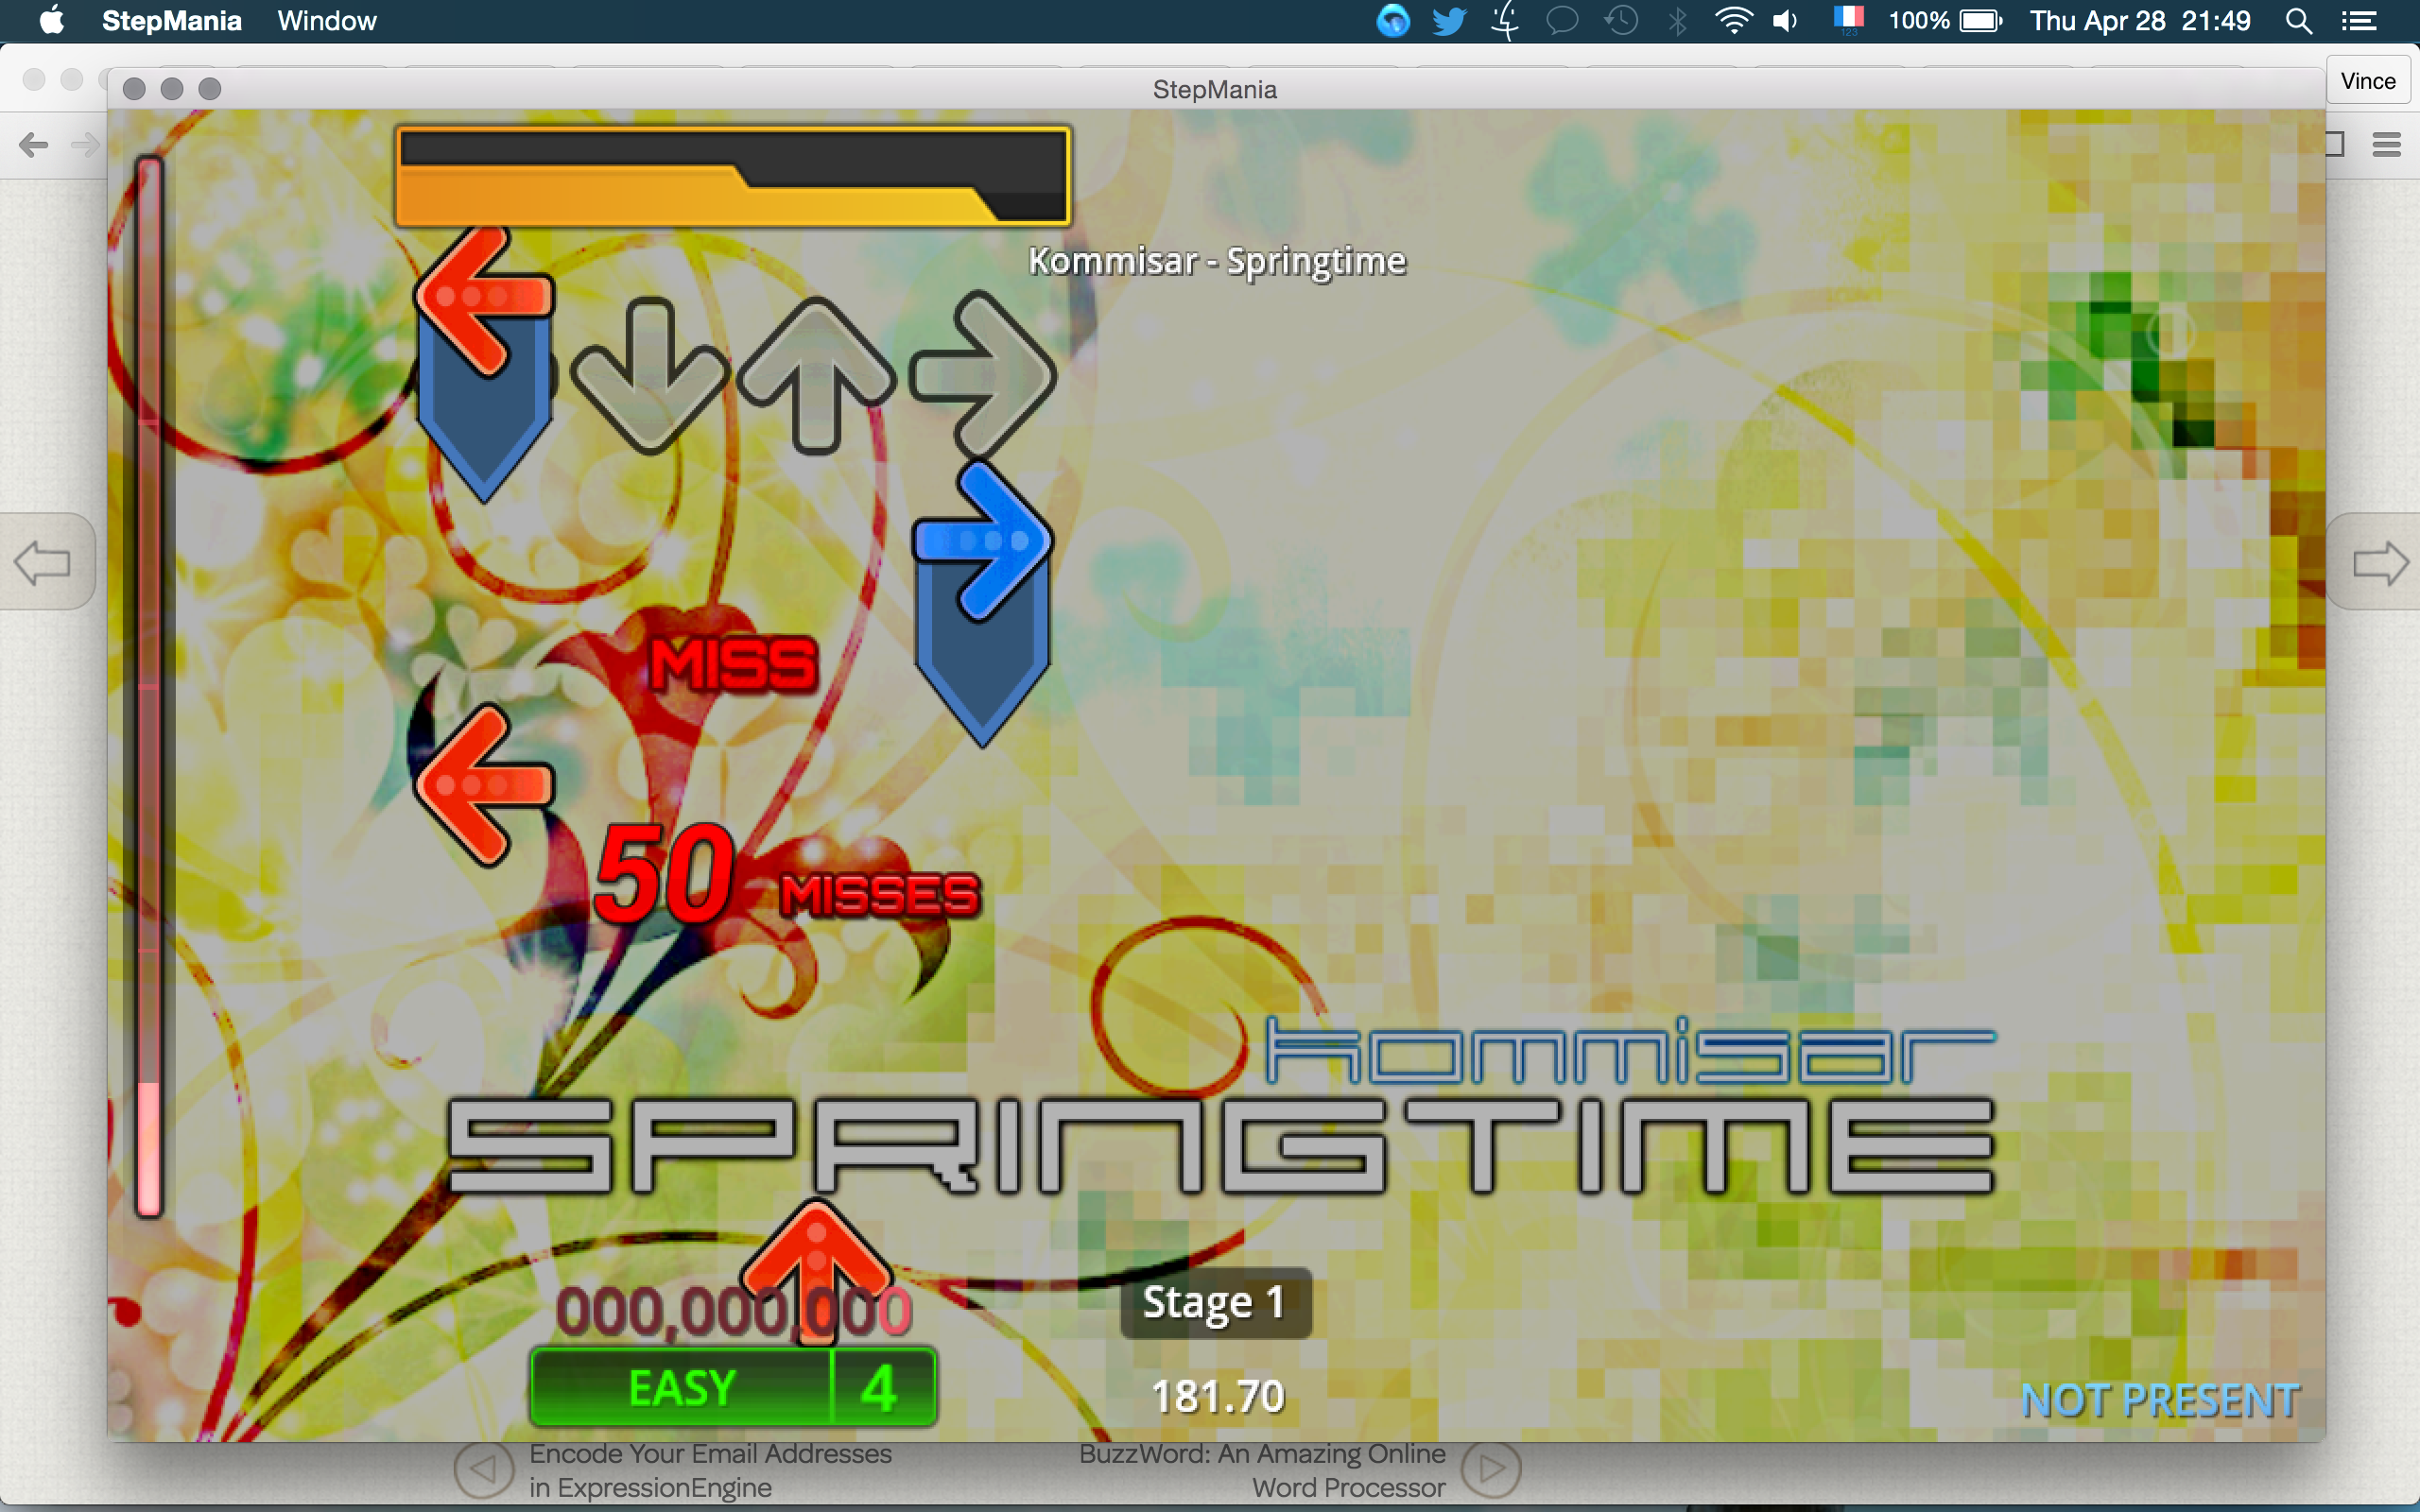 StepMania Window 100% Thu Apr 28 21:49
123
StepMania
Vince
Kommisar - Springtime
MISS
50 MISSES
kommisar
SPRINGTIME
000,000,000
Stage 1
EASY 4
181.70
NOT PRESENT
Encode Your Email Addresses
in ExpressionEngine
BuzzWord: An Amazing Online
Word Processor